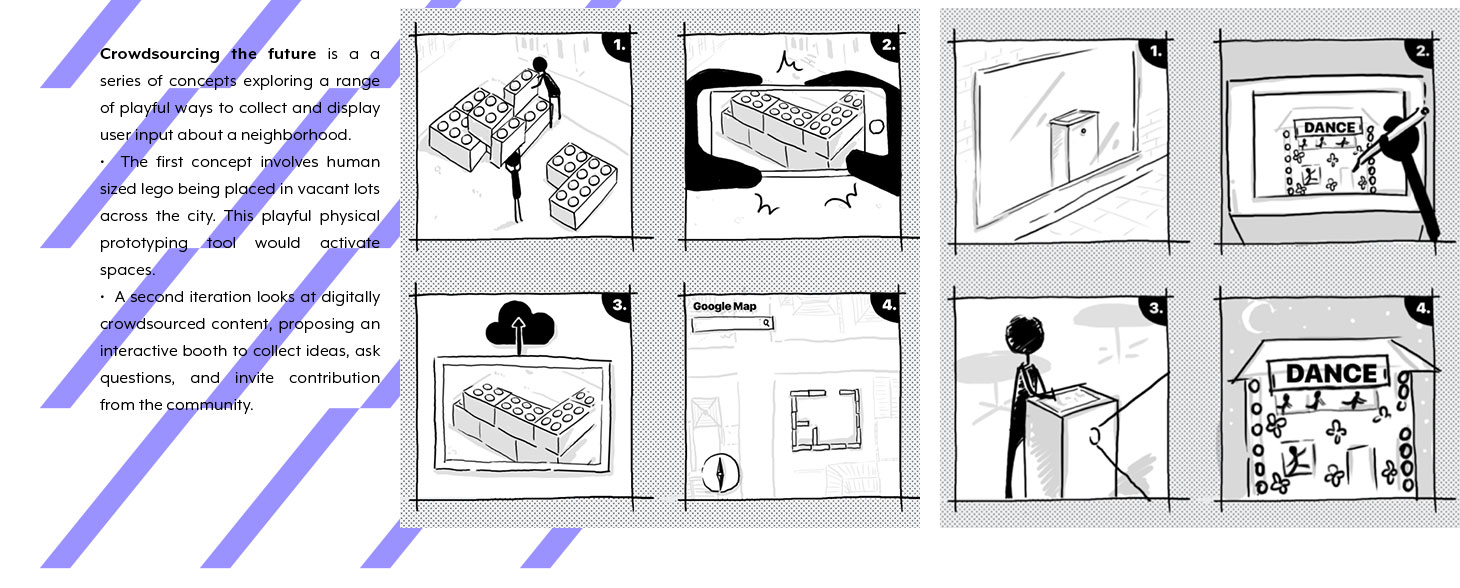 Crowdsourcing the future is a a
series of concepts exploring a range
of playful ways to collect and display
user input about a neighborhood.
· The first concept involves human
sized lego being placed in vacant lots
across the city. This playful physical
prototyping tool would activate
spaces.
· A second iteration looks at digitally
crowdsourced content, proposing an
interactive booth to collect ideas, ask
questions, and invite contribution
from the community.
1.
2.
3.
Google Map
4.
1.
2.
DANCE
3.
4.
DANCE